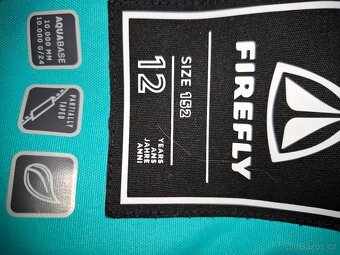 AQUABASE
10.000 MM
10.000 G/24
PARTIALLY
TAPED
FIREFLY
SIZE 152
12
YEARS
ANS
JAHRE
ANNI